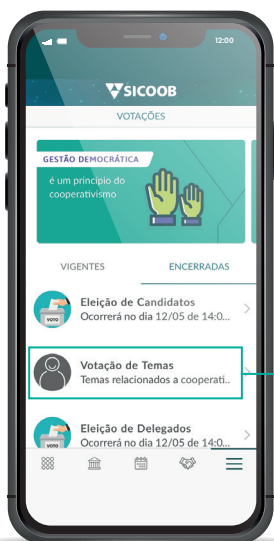 12:00
SICOOB
VOTAÇÕES
GESTÃO DEMOCRÁTICA
é um princípio do
cooperativismo
VIGENTES ENCERRADAS
Eleição de Candidatos
VOTO Ocorrerá no dia 12/05 de 14:0...
Votação de Temas
Temas relacionados a cooperati..
Eleição de Delegados
VOTO Ocorrerá no dia 12/05 de 14:0...